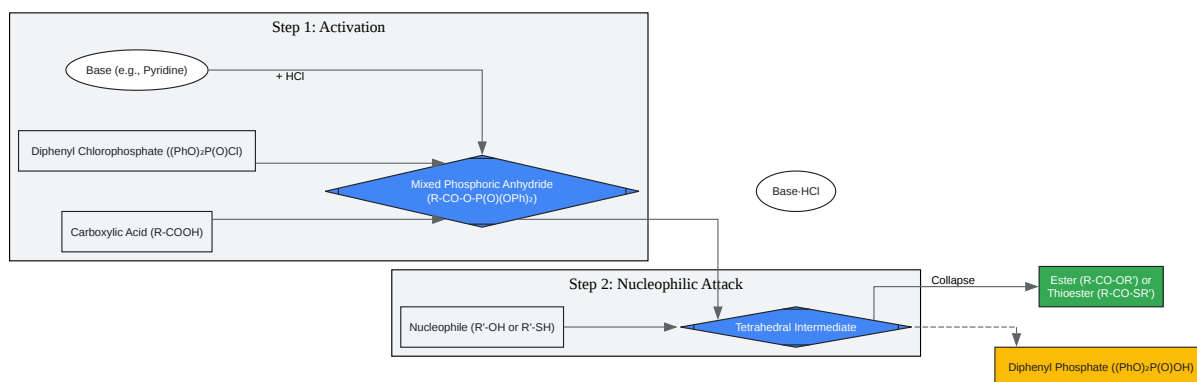 Step 1: Activation
Base (e.g., Pyridine)
+ HCl
Diphenyl Chlorophosphate ((PhO)₂P(O)Cl)
Mixed Phosphoric Anhydride
(R-CO-O-P(O)(OPh)₂)
Base·HCl
Carboxylic Acid (R-COOH)
Step 2: Nucleophilic Attack
Collapse
Ester (R-CO-OR') or
Thioester (R-CO-SR')
Nucleophile (R'-OH or R'-SH)
Tetrahedral Intermediate
Diphenyl Phosphate ((PhO)₂P(O)OH)